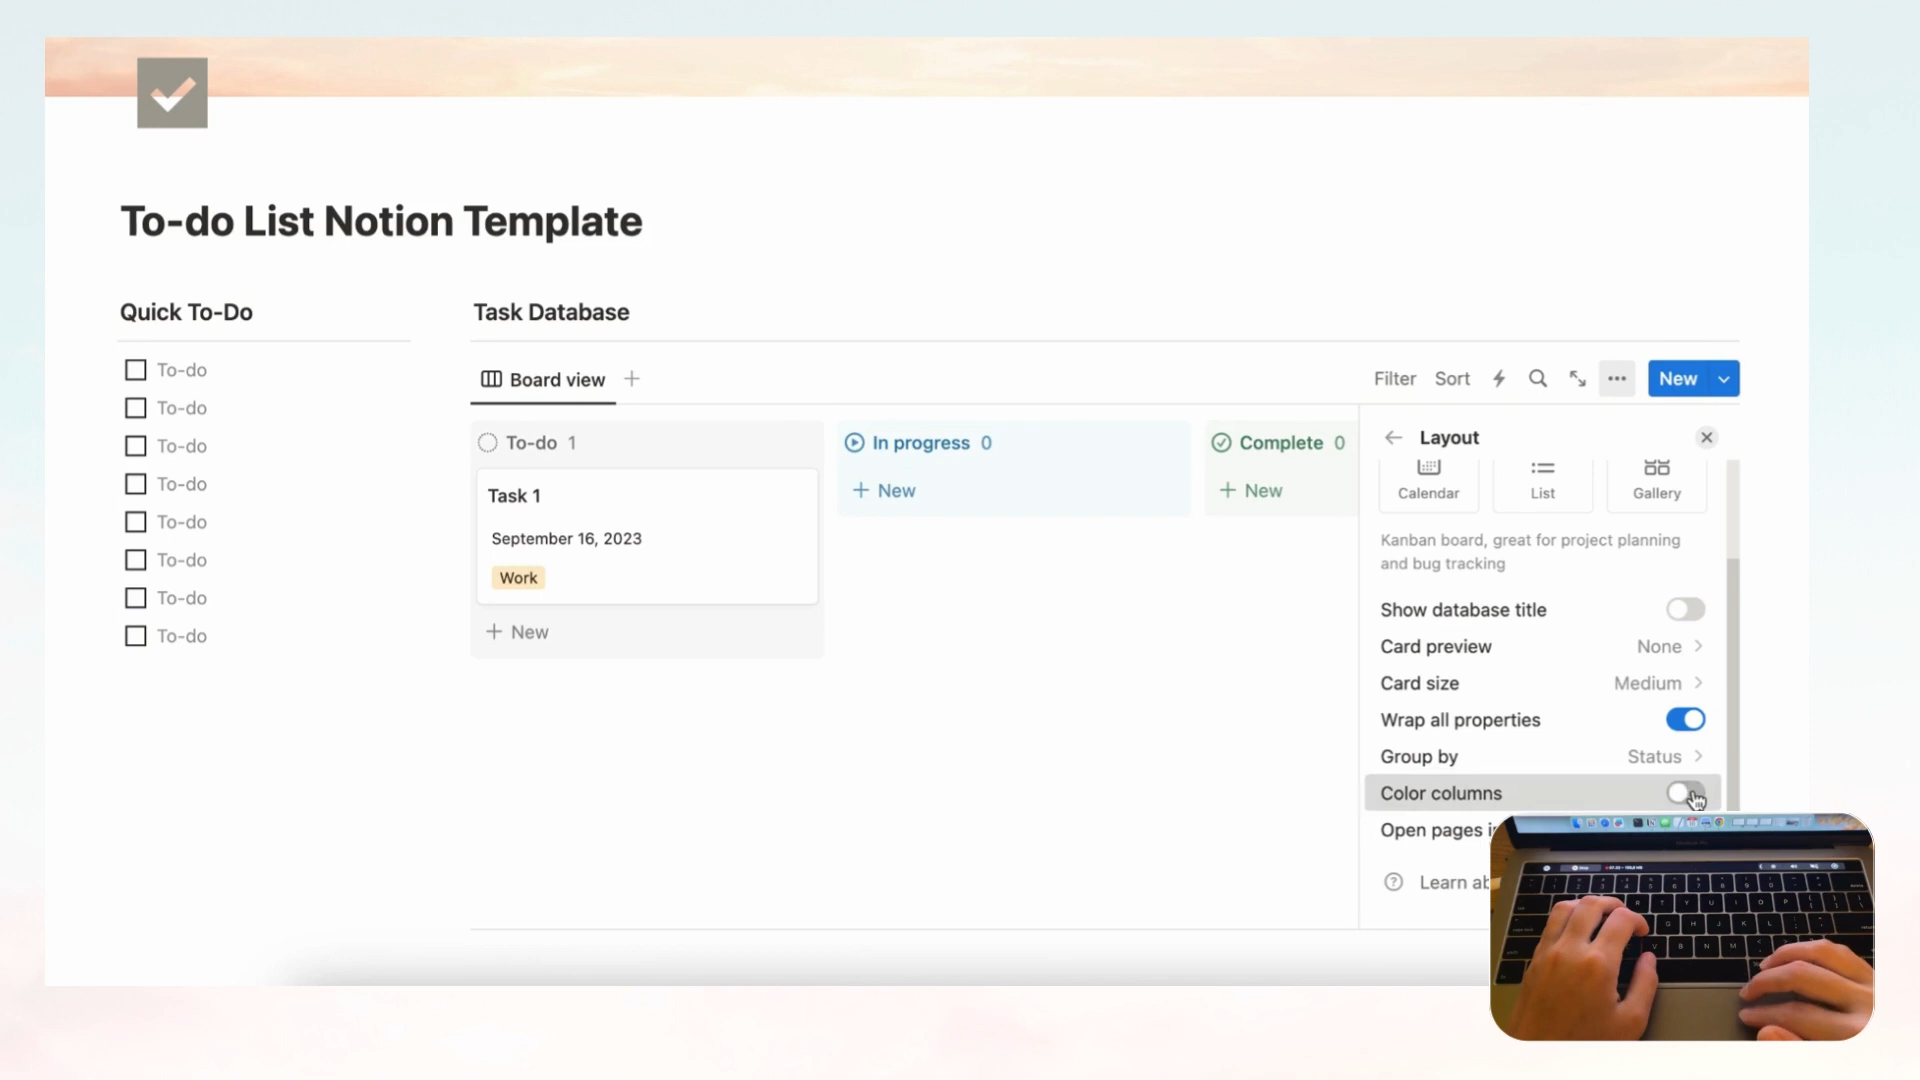 To-do List Notion Template
Quick To-Do
To-do
To-do
To-do
To-do
To-do
To-do
To-do
To-do
Task Database
Board view
Filter Sort New
To-do 1
Task 1
September 16, 2023
Work
+ New
In progress 0
+ New
Complete 0
+ New
Layout
Calendar List Gallery
Kanban board, great for project planning
and bug tracking
Show database title
Card preview None
Card size Medium
Wrap all properties
Group by Status
Color columns
Open pages
Learn